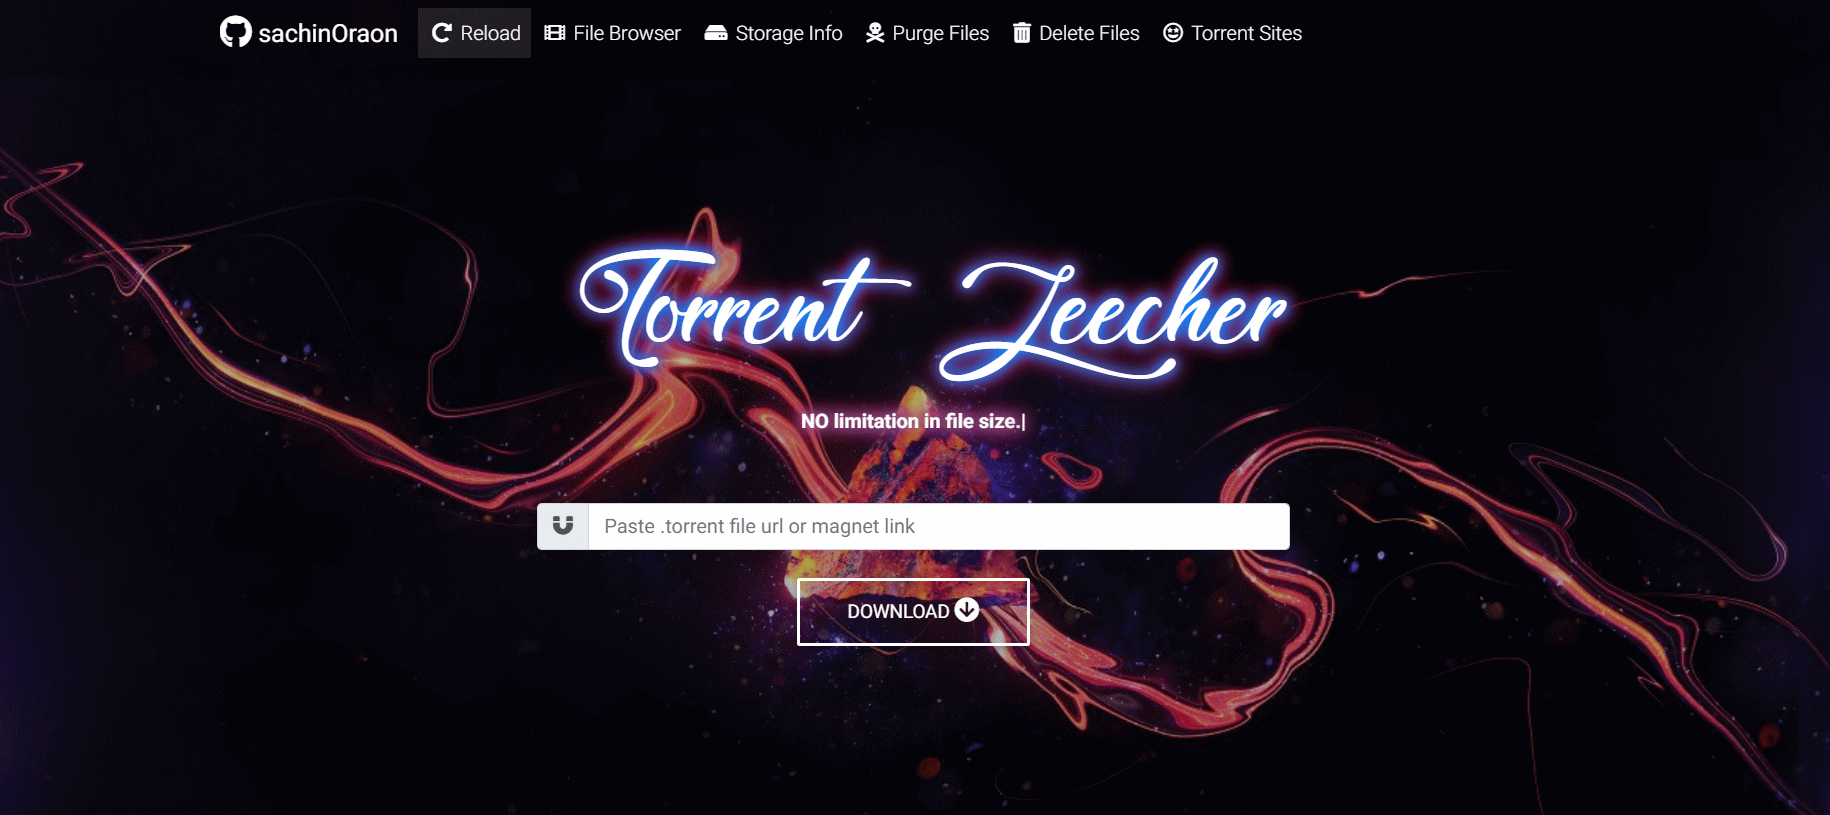 sachinOraon Reload File Browser Storage Info Purge Files Delete Files Torrent Sites
Torrent Leecher
NO limitation in file size.|
Paste .torrent file url or magnet link
DOWNLOAD